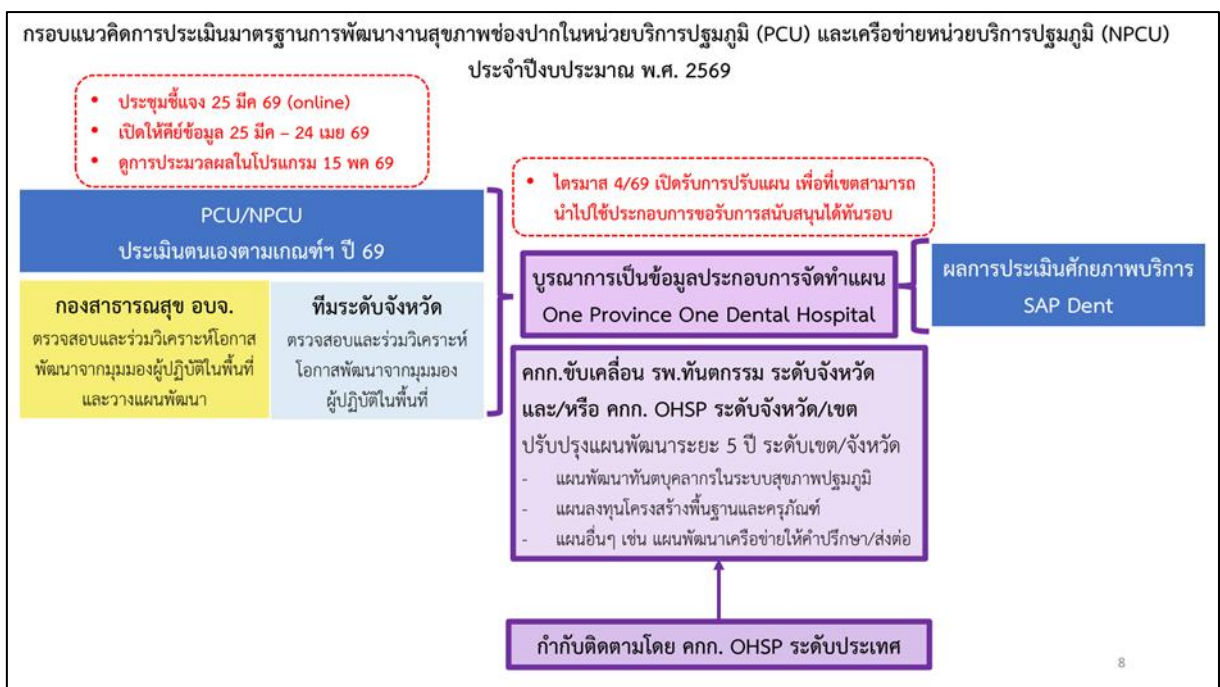 กรอบแนวคิดการประเมินมาตรฐานการพัฒนางานสุขภาพช่องปากในหน่วยบริการปฐมภูมิ (PCU) และเครือข่ายหน่วยบริการปฐมภูมิ (NPCU)
ประจำปีงบประมาณ พ.ศ. 2569
• ประชุมชี้แจง 25 มีค 69 (online)
• เปิดให้คีย์ข้อมูล 25 มีค – 24 เมย 69
• ดูการประมวลผลในโปรแกรม 15 พค 69
PCU/NPCU
ประเมินตนเองตามเกณฑ์ฯ ปี 69
กองสาธารณสุข อบจ.
ตรวจสอบและร่วมวิเคราะห์โอกาส
พัฒนาจากมุมมองผู้ปฏิบัติในพื้นที่
และวางแผนพัฒนา
ทีมระดับจังหวัด
ตรวจสอบและร่วมวิเคราะห์
โอกาสพัฒนาจากมุมมอง
ผู้ปฏิบัติในพื้นที่
• ไตรมาส 4/69 เปิดรับการปรับแผน เพื่อที่เขตสามารถ
นำไปใช้ประกอบการขอรับการสนับสนุนได้ทันรอบ
บูรณาการเป็นข้อมูลประกอบการจัดทำแผน
One Province One Dental Hospital
ผลการประเมินศักยภาพบริการ
SAP Dent
คกก.ขับเคลื่อน รพ.ทันตกรรม ระดับจังหวัด
และ/หรือ คกก. OHSP ระดับจังหวัด/เขต
ปรับปรุงแผนพัฒนาระยะ 5 ปี ระดับเขต/จังหวัด
- แผนพัฒนาทันตบุคลากรในระบบสุขภาพปฐมภูมิ
- แผนลงทุนโครงสร้างพื้นฐานและครุภัณฑ์
- แผนอื่นๆ เช่น แผนพัฒนาเครือข่ายให้คำปรึกษา/ส่งต่อ
กำกับติดตามโดย คกก. OHSP ระดับประเทศ
8